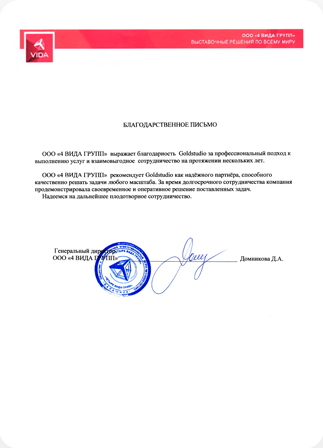 VIDA
ООО «4 ВИДА ГРУПП»
ВЫСТАВОЧНЫЕ РЕШЕНИЯ ПО ВСЕМУ МИРУ
БЛАГОДАРСТВЕННОЕ ПИСЬМО
ООО «4 ВИДА ГРУПП» выражает благодарность Goldstudio за профессиональный подход к
выполнению услуг и взаимовыгодное сотрудничество на протяжении нескольких лет.
ООО «4 ВИДА ГРУПП» рекомендует Goldstudio как надёжного партнёра, способного
качественно решать задачи любого масштаба. За время долгосрочного сотрудничества компания
продемонстрировала своевременное и оперативное решение поставленных задач.
Надеемся на дальнейшее плодотворное сотрудничество.
Генеральный директор
ООО «4 ВИДА ГРУПП»
Домникова Д.А.